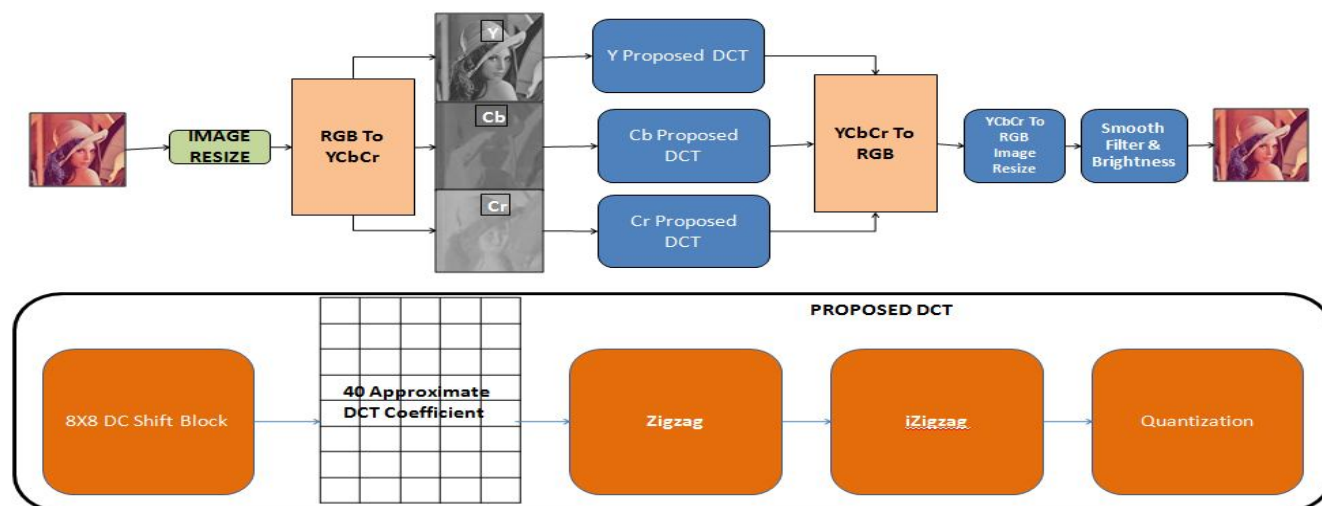 IMAGE
RESIZE
RGB To
YCbCr
Y
Cb
Cr
Y Proposed DCT
Cb Proposed
DCT
Cr Proposed
DCT
YCbCr To
RGB
YCbCr To
RGB
Image
Resize
Smooth
Filter &
Brightness
PROPOSED DCT
8X8 DC Shift Block
40 Approximate
DCT Coefficient
Zigzag
iZigzag
Quantization